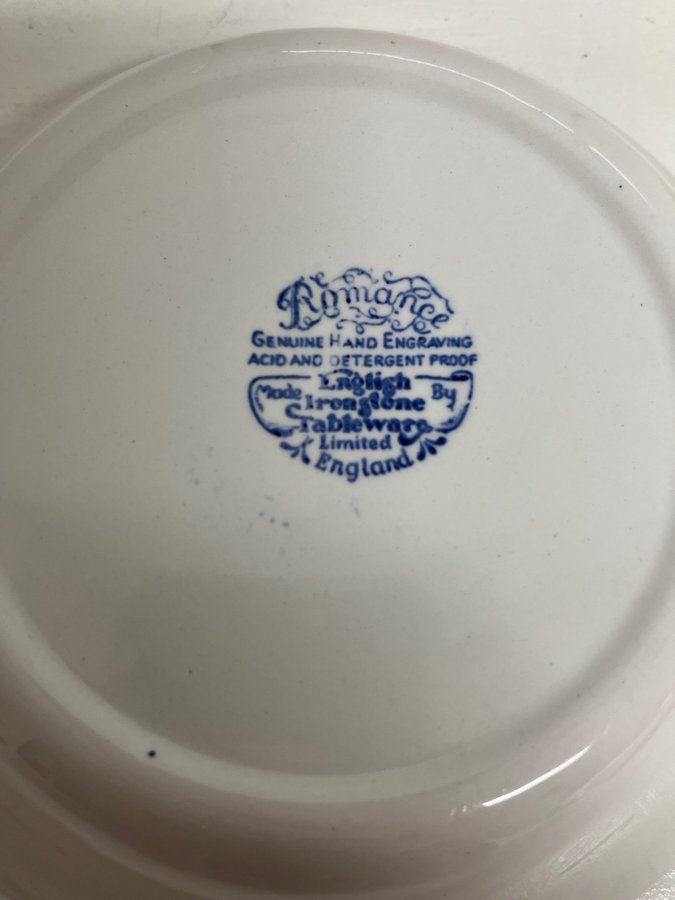 Romance
GENUINE HAND ENGRAVING
ACID AND DETERGENT PROOF
Made English By
Ironstone
Tableware
Limited
England